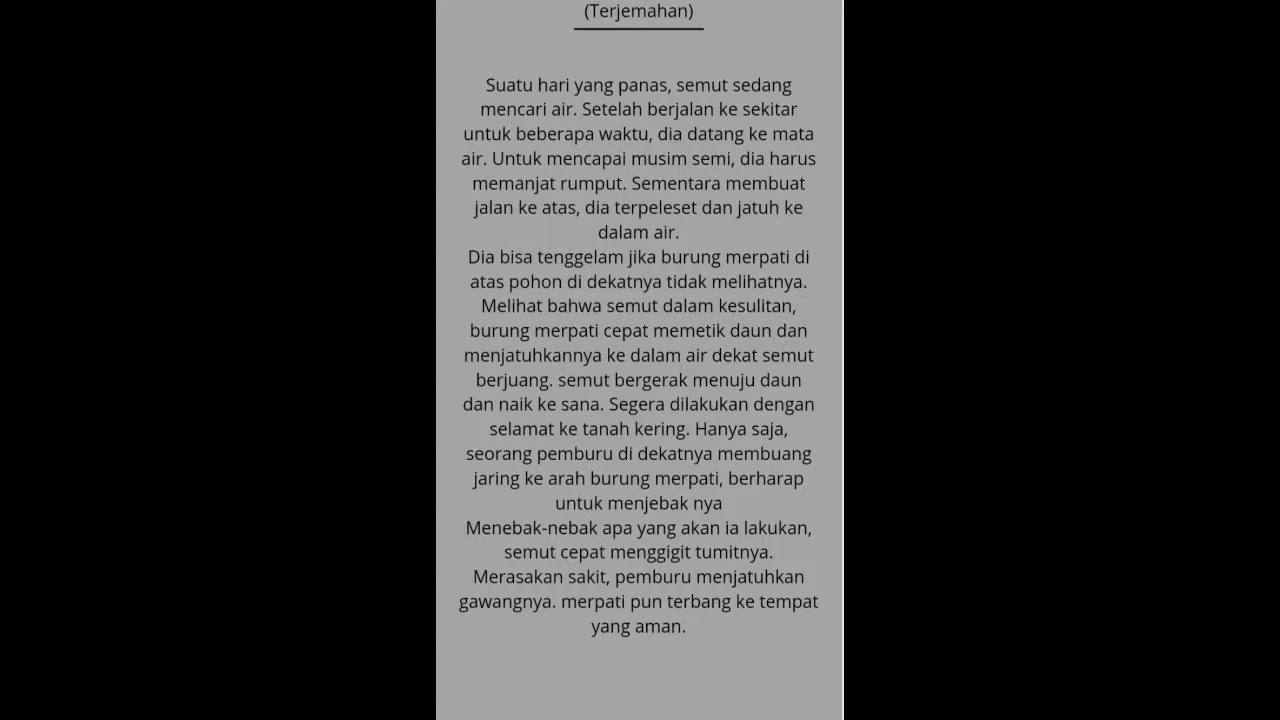 (Terjemahan)
Suatu hari yang panas, semut sedang
mencari air. Setelah berjalan ke sekitar
untuk beberapa waktu, dia datang ke mata
air. Untuk mencapai musim semi, dia harus
memanjat rumput. Sementara membuat
jalan ke atas, dia terpeleset dan jatuh ke
dalam air.
Dia bisa tenggelam jika burung merpati di
atas pohon di dekatnya tidak melihatnya.
Melihat bahwa semut dalam kesulitan,
burung merpati cepat memetik daun dan
menjatuhkannya ke dalam air dekat semut
berjuang. semut bergerak menuju daun
dan naik ke sana. Segera dilakukan dengan
selamat ke tanah kering. Hanya saja,
seorang pemburu di dekatnya membuang
jaring ke arah burung merpati, berharap
untuk menjebak nya
Menebak-nebak apa yang akan ia lakukan,
semut cepat menggigit tumitnya.
Merasakan sakit, pemburu menjatuhkan
gawangnya. merpati pun terbang ke tempat
yang aman.